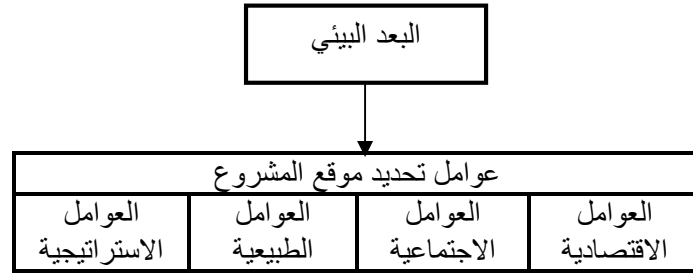 البعد البيئي
عوامل تحديد موقع المشروع
العوامل الاقتصادية
العوامل الاجتماعية
العوامل الطبيعية
العوامل الاستراتيجية